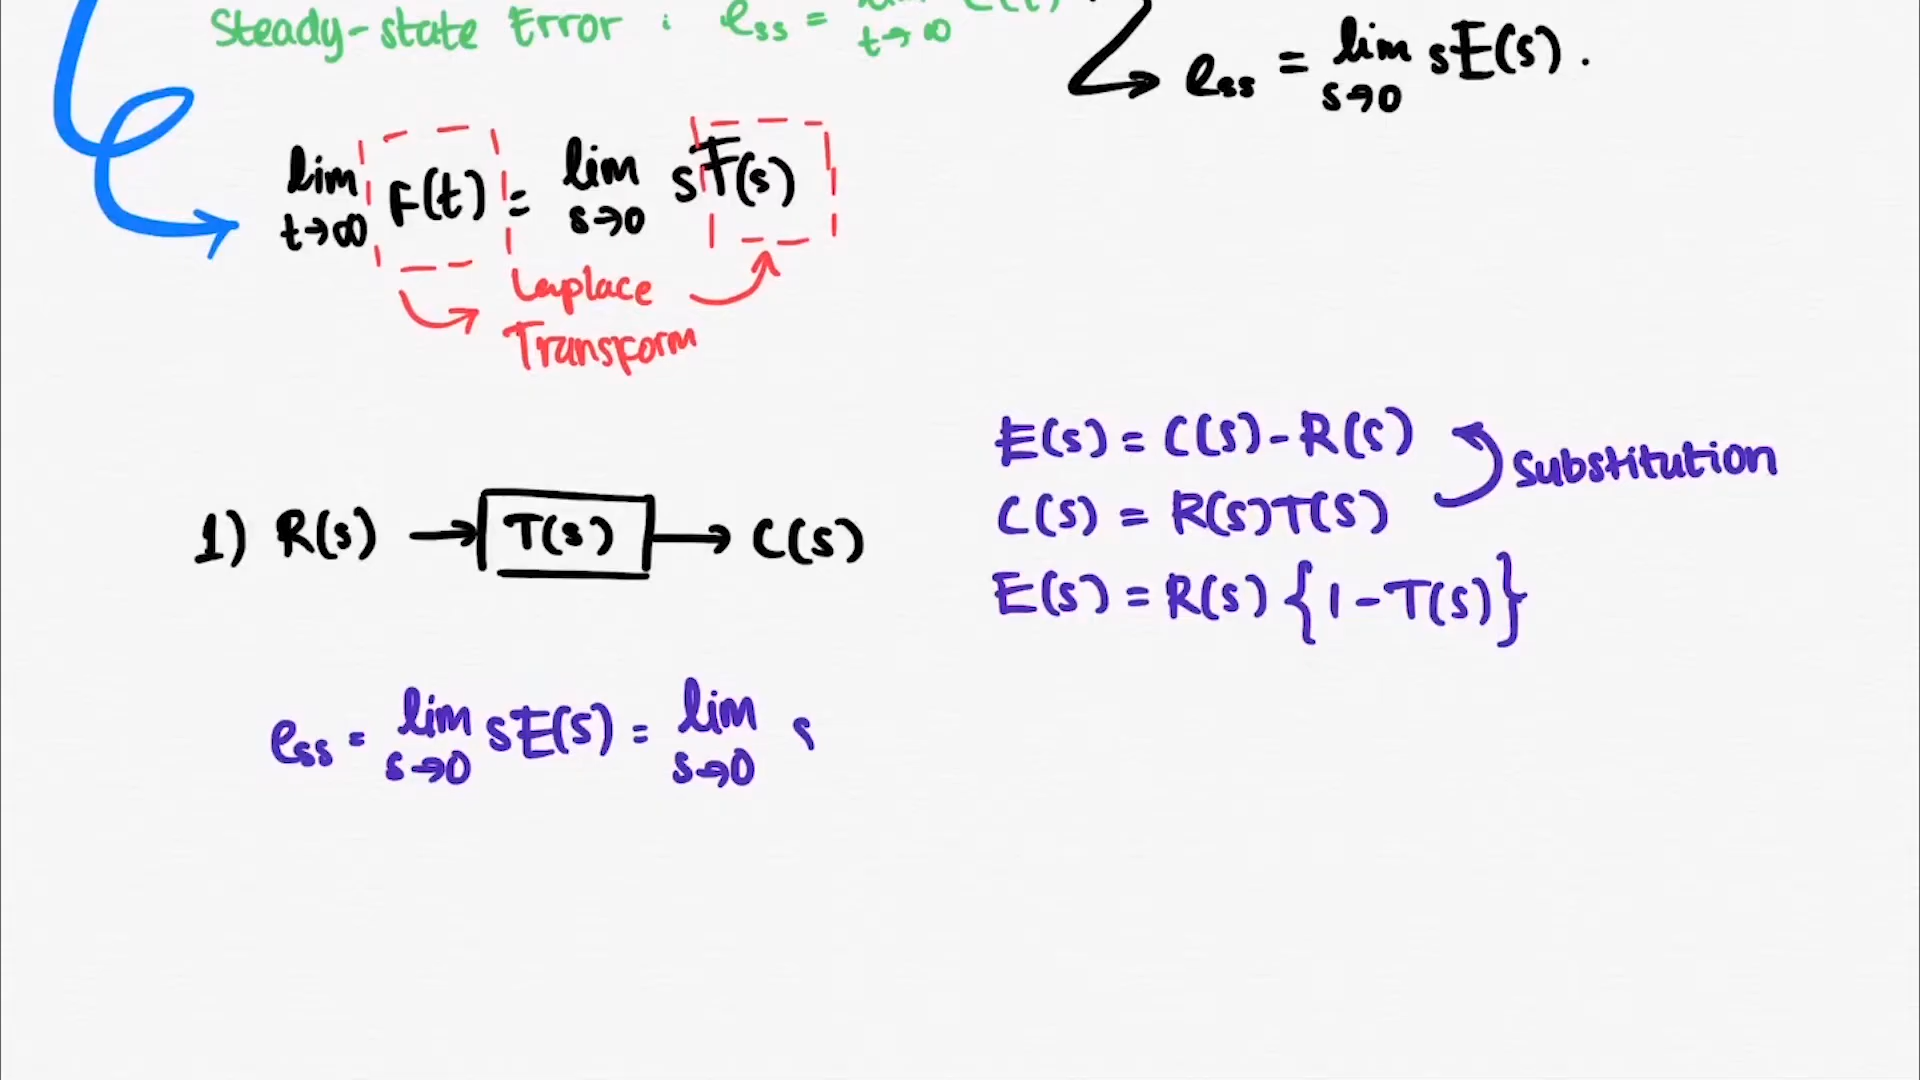 Steady-state Error : ess = lim t→∞ e(t)
ess = lim s→0 sE(s).
lim t→∞ F(t) = lim s→0 sF(s)
Laplace
Transform
E(s) = C(s) - R(s)
Substitution
C(s) = R(s)T(s)
1) R(s) → T(s) → C(s)
E(s) = R(s) {1 - T(s)}
ess = lim s→0 sE(s) = lim s→0 s